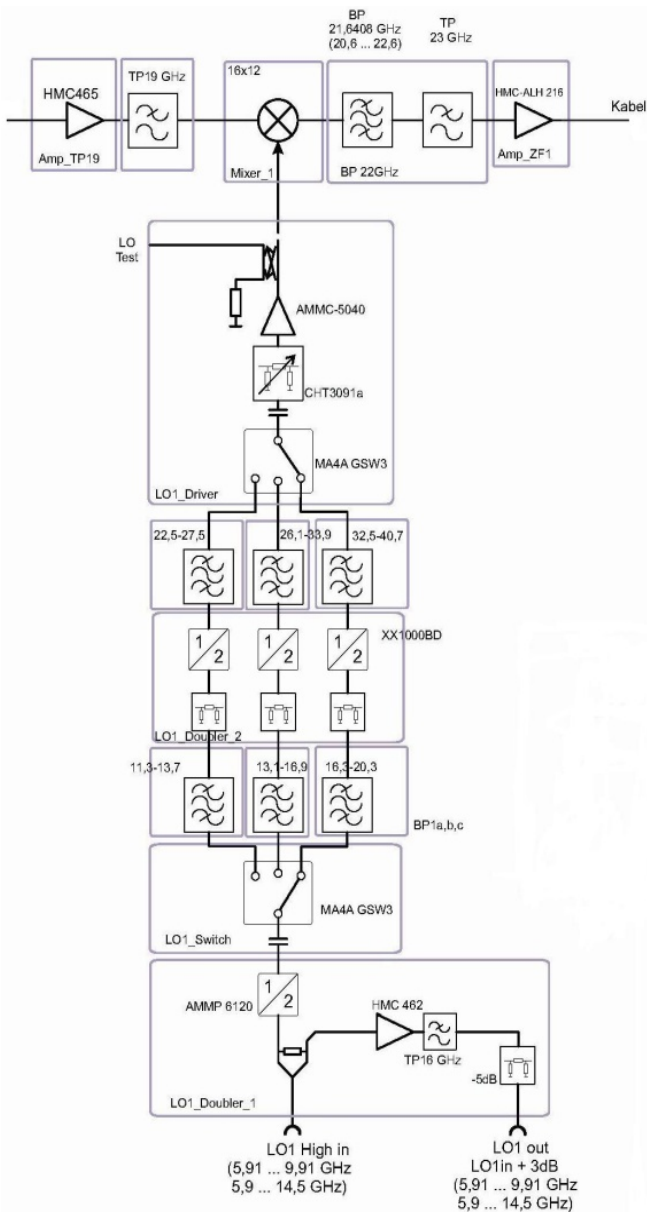 BP
21,6408 GHz
(20,6 ... 22,6)
TP
23 GHz
HMC465
TP19 GHz
16x12
HMC-ALH 216
Kabel
Amp_TP19
Mixer_1
BP 22GHz
Amp_ZF1
LO
Test
AMMC-5040
CHT3091a
MA4A GSW3
LO1_Driver
22,5-27,5
26,1-33,9
32,5-40,7
XX1000BD
1/2
1/2
1/2
LO1_Doubler_2
11,3-13,7
13,1-16,9
16,3-20,3
BP1a,b,c
MA4A GSW3
LO1_Switch
AMMP 6120
1/2
HMC 462
TP16 GHz
-5dB
LO1_Doubler_1
LO1 High in
(5,91 ... 9,91 GHz
5,9 ... 14,5 GHz)
LO1 out
LO1in + 3dB
(5,91 ... 9,91 GHz
5,9 ... 14,5 GHz)